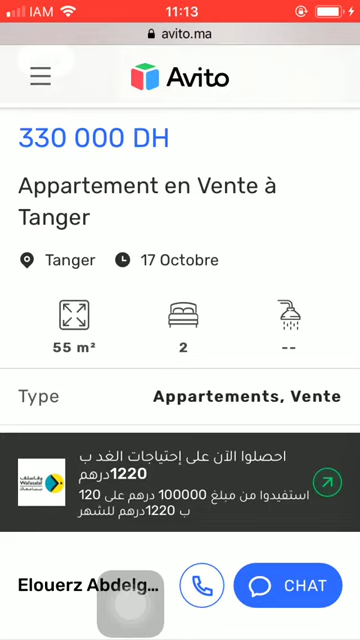 IAM
11:13
avito.ma
Avito
330 000 DH
Appartement en Vente à
Tanger
Tanger
17 Octobre
55 m²
2
--
Type
Appartements, Vente
احصلوا الآن على إحتياجات الغد ب
1220درهم
استفيدوا من مبلغ 100000 درهم على 120
ب 1220درهم للشهر
Elouerz Abdelg...
CHAT